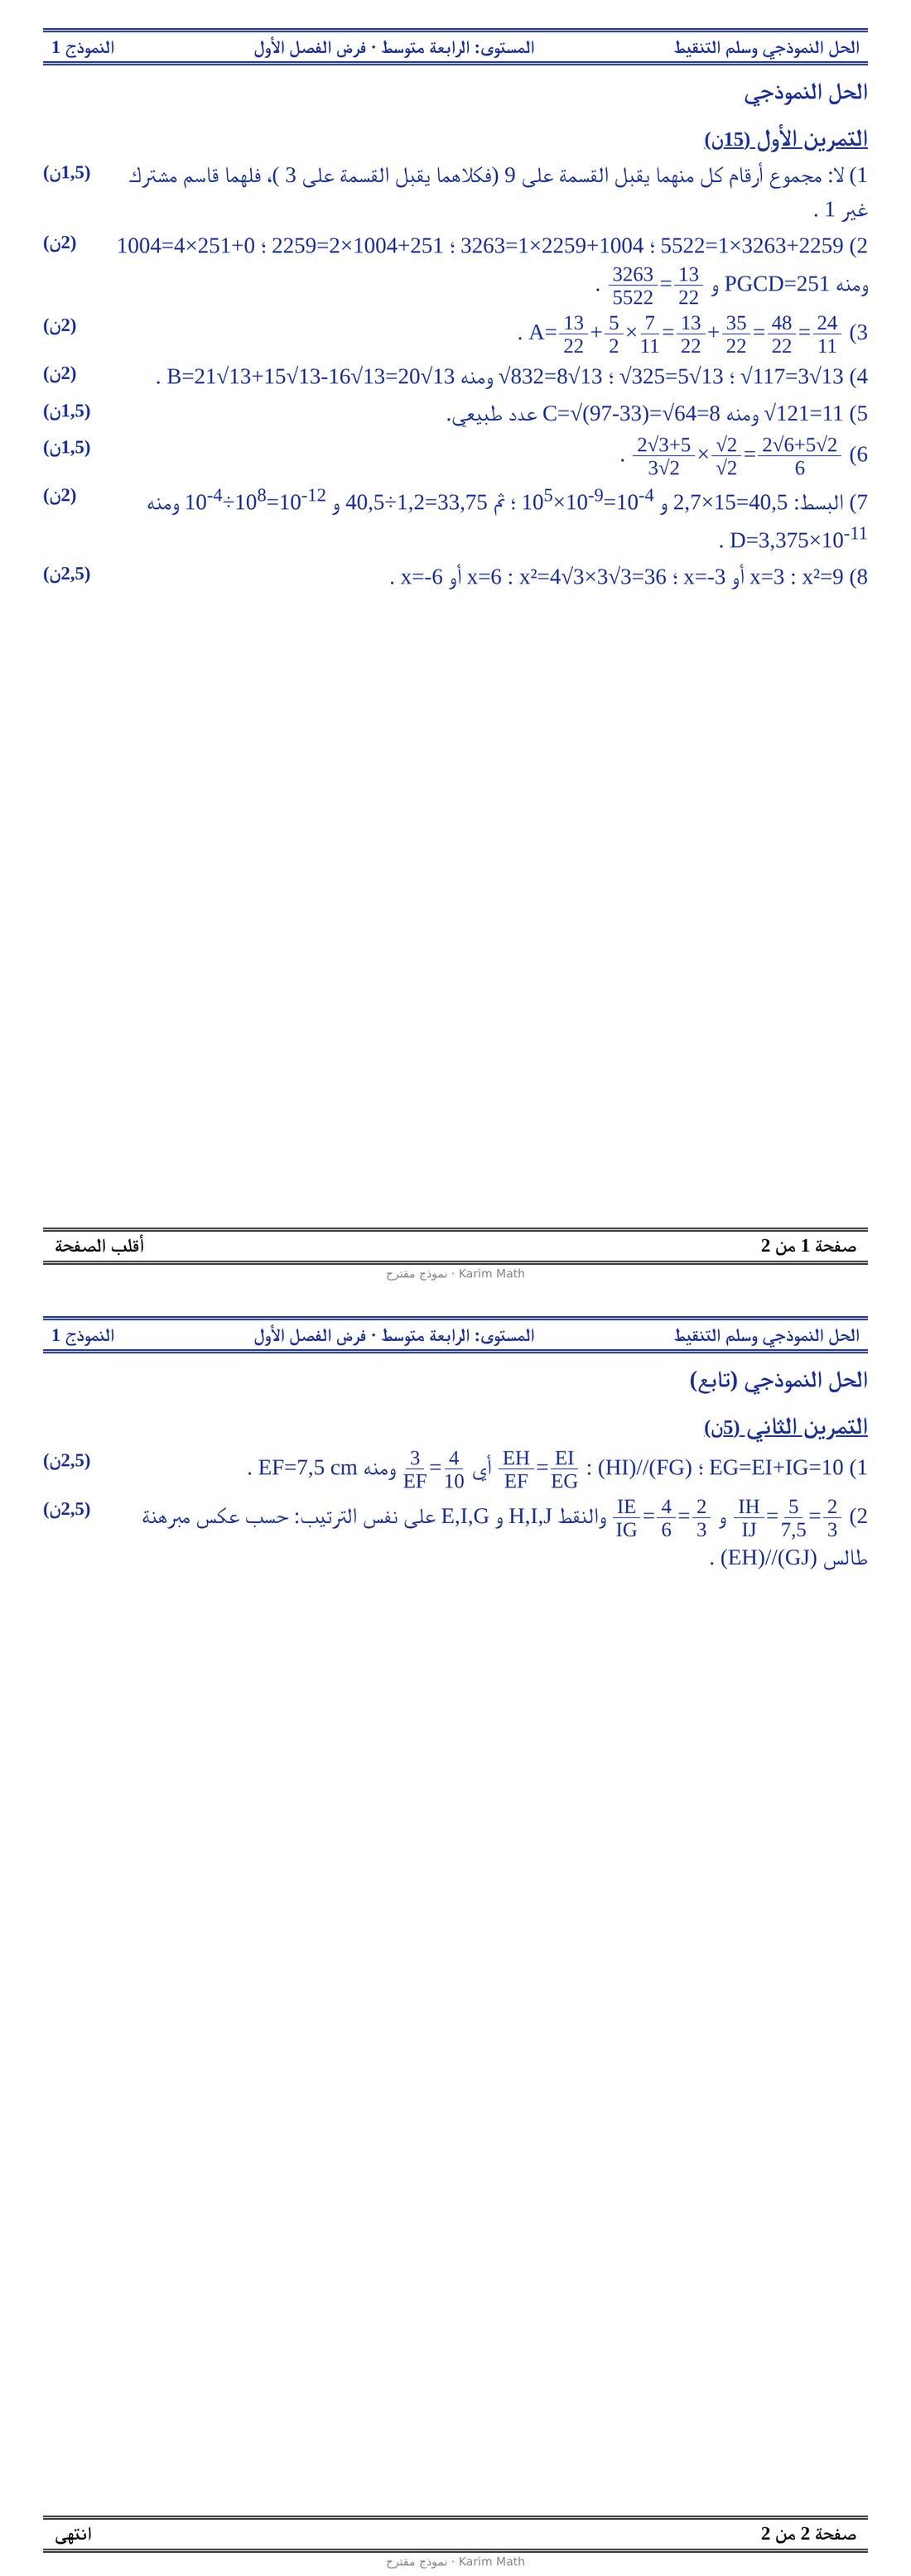 الحل النموذجي وسلم التنقيط المستوى: الرابعة متوسط · فرض الفصل الأول النموذج 1
الحل النموذجي
التمرين الأول (15ن)
1) لا: مجموع أرقام كل منهما يقبل القسمة على 9 (فكلاهما يقبل القسمة على 3 )، فلهما قاسم مشترك (1,5ن)
غير 1 .
2) 5522=1×3263+2259 ؛ 3263=1×2259+1004 ؛ 2259=2×1004+251 ؛ 1004=4×251+0 (2ن)
ومنه PGCD=251 و 3263/5522=13/22 .
3) A=13/22+5/2×7/11=13/22+35/22=48/22=24/11 . (2ن)
4) √117=3√13 ؛ √325=5√13 ؛ √832=8√13 ومنه B=21√13+15√13-16√13=20√13 . (2ن)
5) √121=11 ومنه C=√(97-33)=√64=8 عدد طبيعي. (1,5ن)
6) (2√3+5)/(3√2)×√2/√2=(2√6+5√2)/6 . (1,5ن)
7) البسط: 2,7×15=40,5 و 10⁵×10⁻⁹=10⁻⁴ ؛ ثم 40,5÷1,2=33,75 و 10⁻⁴÷10⁸=10⁻¹² ومنه (2ن)
D=3,375×10⁻¹¹ .
8) x²=9 : x=3 أو x=-3 ؛ x²=4√3×3√3=36 : x=6 أو x=-6 . (2,5ن)
صفحة 1 من 2 أقلب الصفحة
Karim Math · نموذج مقترح
الحل النموذجي وسلم التنقيط المستوى: الرابعة متوسط · فرض الفصل الأول النموذج 1
الحل النموذجي (تابع)
التمرين الثاني (5ن)
1) EG=EI+IG=10 ؛ (HI)//(FG) : EH/EF=EI/EG أي 3/EF=4/10 ومنه EF=7,5 cm . (2,5ن)
2) IH/IJ=5/7,5=2/3 و IE/IG=4/6=2/3 والنقط H,I,J و E,I,G على نفس الترتيب: حسب عكس مبرهنة (2,5ن)
طالس (EH)//(GJ) .
صفحة 2 من 2 انتهى
Karim Math · نموذج مقترح